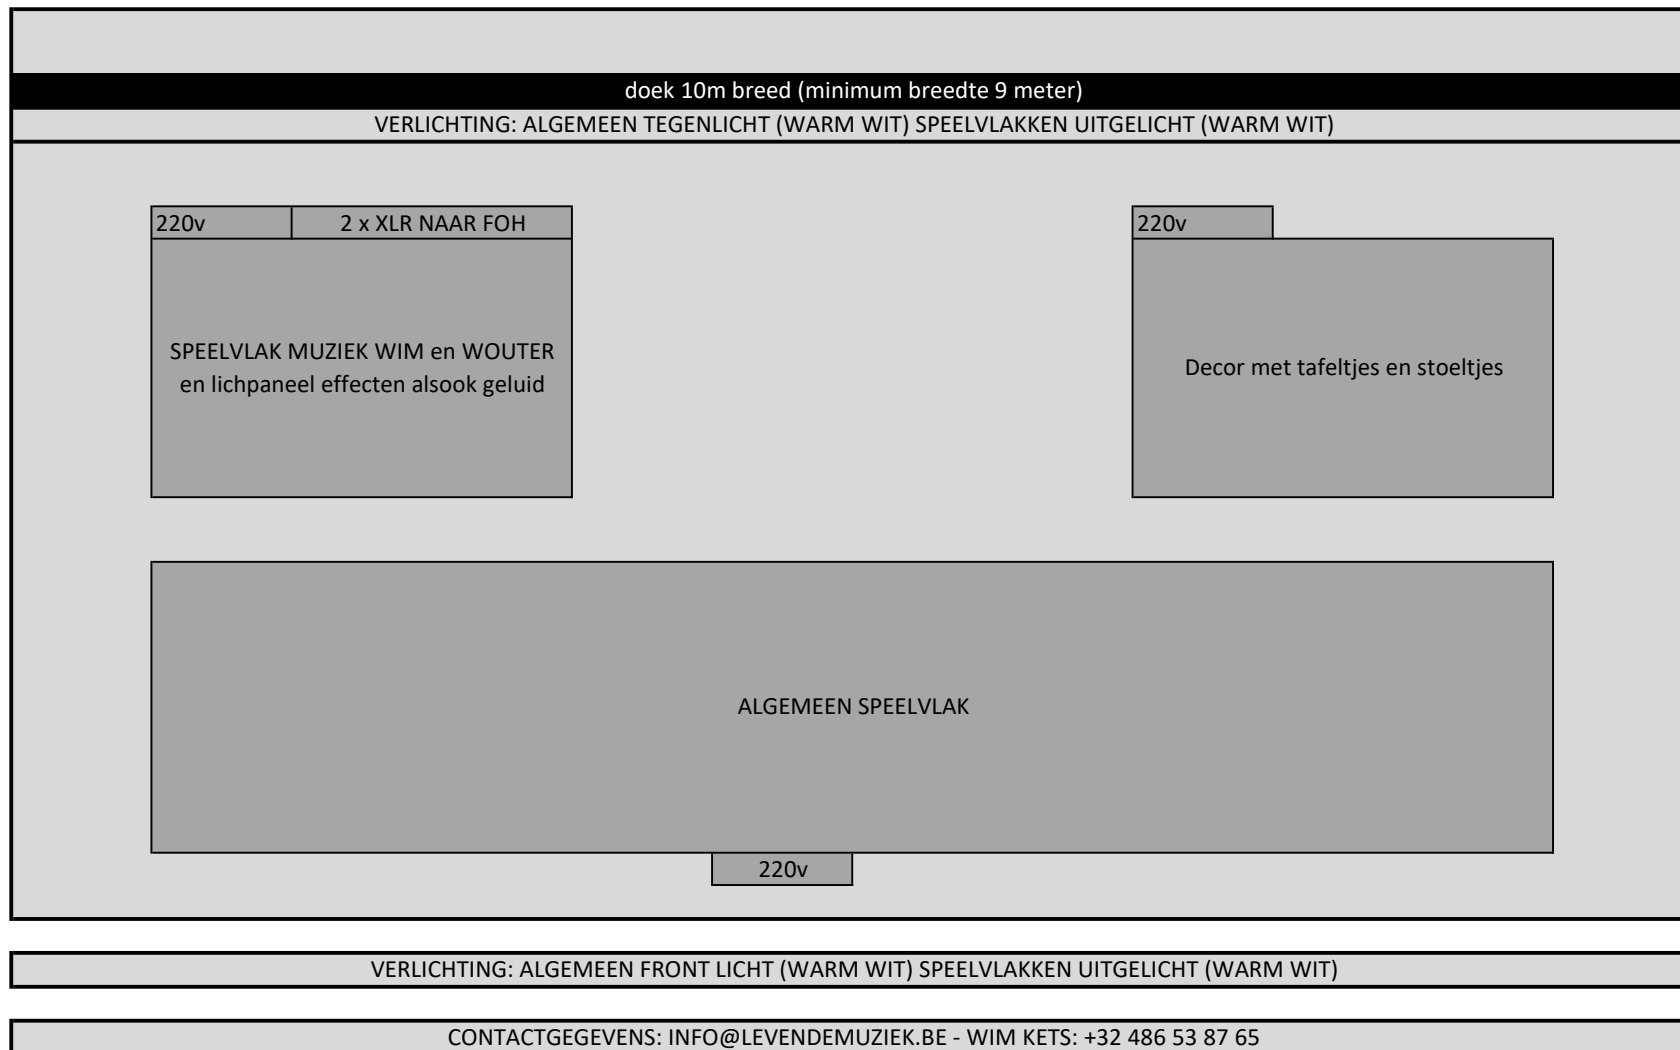 doek 10m breed (minimum breedte 9 meter)
VERLICHTING: ALGEMEEN TEGENLICHT (WARM WIT) SPEELVLAKKEN UITGELICHT (WARM WIT)
220v
2 x XLR NAAR FOH
220v
SPEELVLAK MUZIEK WIM en WOUTER
en lichpaneel effecten alsook geluid
Decor met tafeltjes en stoeltjes
ALGEMEEN SPEELVLAK
220v
VERLICHTING: ALGEMEEN FRONT LICHT (WARM WIT) SPEELVLAKKEN UITGELICHT (WARM WIT)
CONTACTGEGEVENS: INFO@LEVENDEMUZIEK.BE - WIM KETS: +32 486 53 87 65